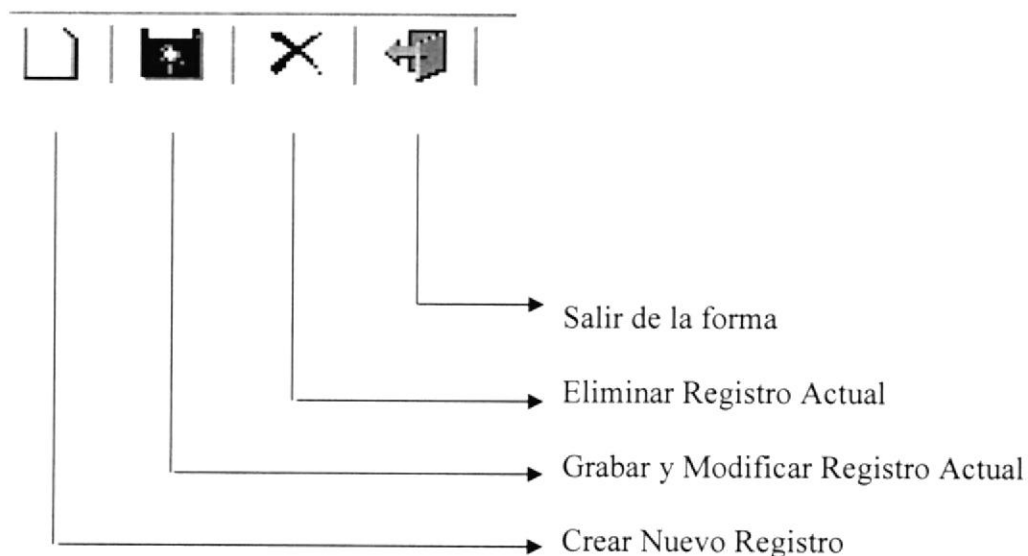 Salir de la forma
Eliminar Registro Actual
Grabar y Modificar Registro Actual
Crear Nuevo Registro